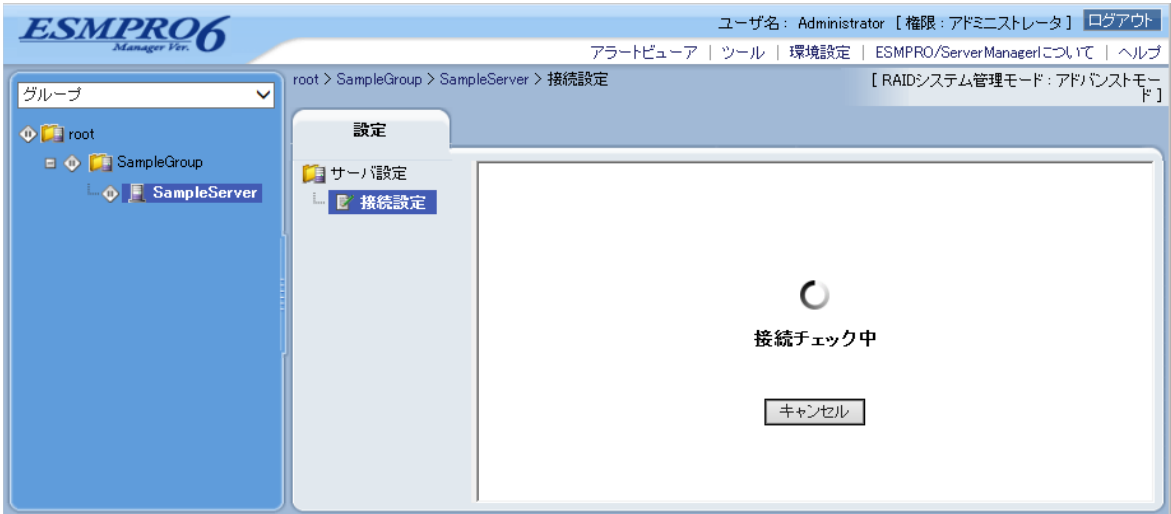 ESMPRO6
Manager Ver.
ユーザ名： Administrator [ 権限：アドミニストレータ ] ログアウト
アラートビューア | ツール | 環境設定 | ESMPRO/ServerManagerについて | ヘルプ
グループ
root > SampleGroup > SampleServer > 接続設定
[ RAIDシステム管理モード：アドバンストモー
ド ]
root
SampleGroup
SampleServer
設定
サーバ設定
接続設定
接続チェック中
キャンセル